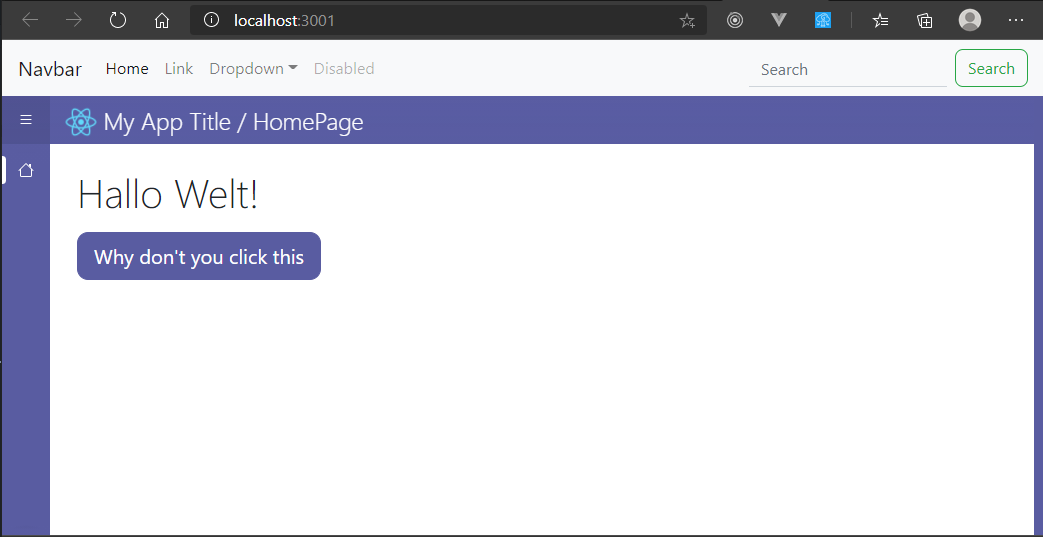 localhost:3001
Navbar Home Link Dropdown Disabled Search Search
My App Title / HomePage
Hallo Welt!
Why don't you click this